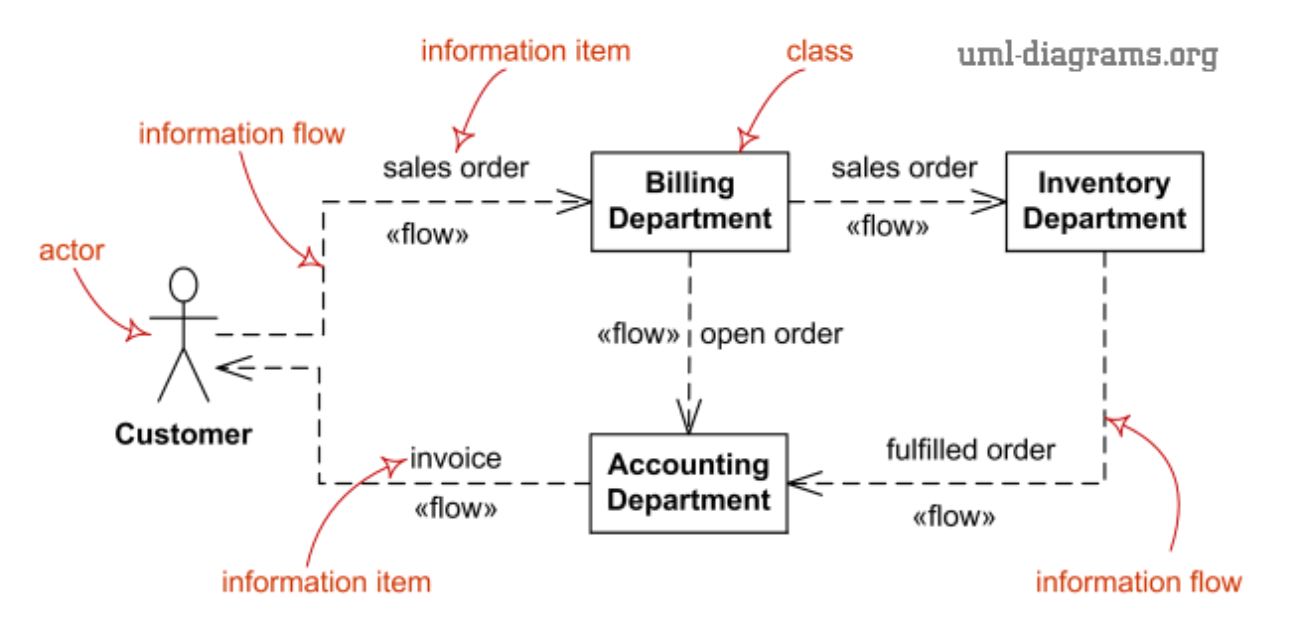 information item
class
uml-diagrams.org
information flow
sales order
Billing
Department
sales order
Inventory
Department
«flow»
«flow»
actor
«flow»
open order
Customer
invoice
Accounting
Department
fulfilled order
«flow»
«flow»
information item
information flow